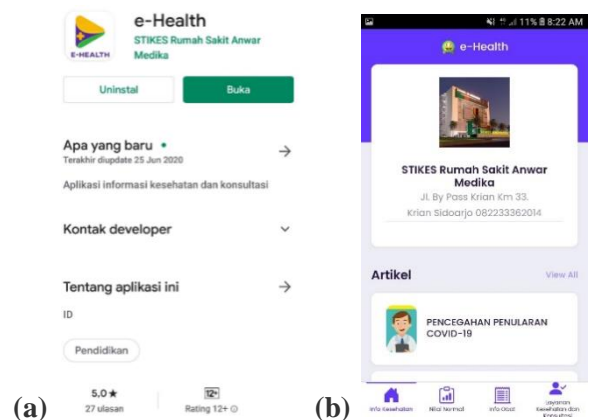 e-Health
STIKES Rumah Sakit Anwar
Medika
E-HEALTH
Uninstal
Buka
Apa yang baru
Terakhir diupdate 25 Jun 2020
Aplikasi informasi kesehatan dan konsultasi
Kontak developer
Tentang aplikasi ini
ID
Pendidikan
5,0★
27 ulasan
12+
Rating 12+
(a)
11% 8:22 AM
e-Health
STIKES Rumah Sakit Anwar
Medika
Jl. By Pass Krian Km 33.
Krian Sidoarjo 082233362014
Artikel
View All
PENCEGAHAN PENULARAN
COVID-19
Info Kesehatan
Nilai Normal
Info Obat
Layanan
Kesehatan dan
Konsultasi
(b)